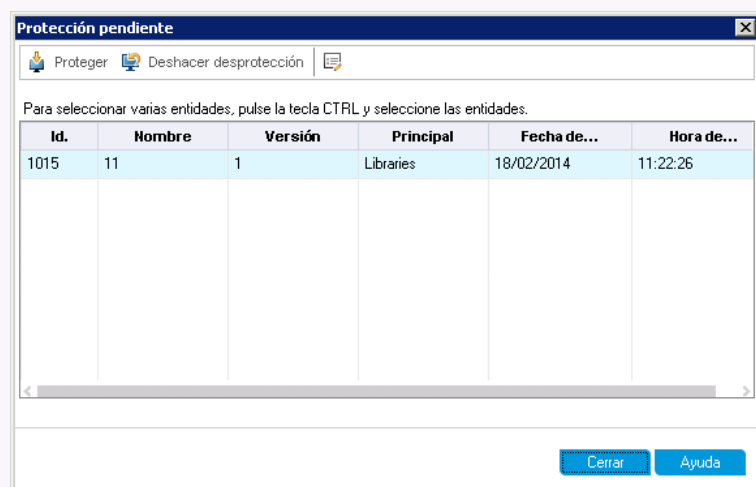 Protección pendiente
Proteger Deshacer desprotección
Para seleccionar varias entidades, pulse la tecla CTRL y seleccione las entidades.
Id. Nombre Versión Principal Fecha de... Hora de...
1015 11 1 Libraries 18/02/2014 11:22:26
Cerrar Ayuda